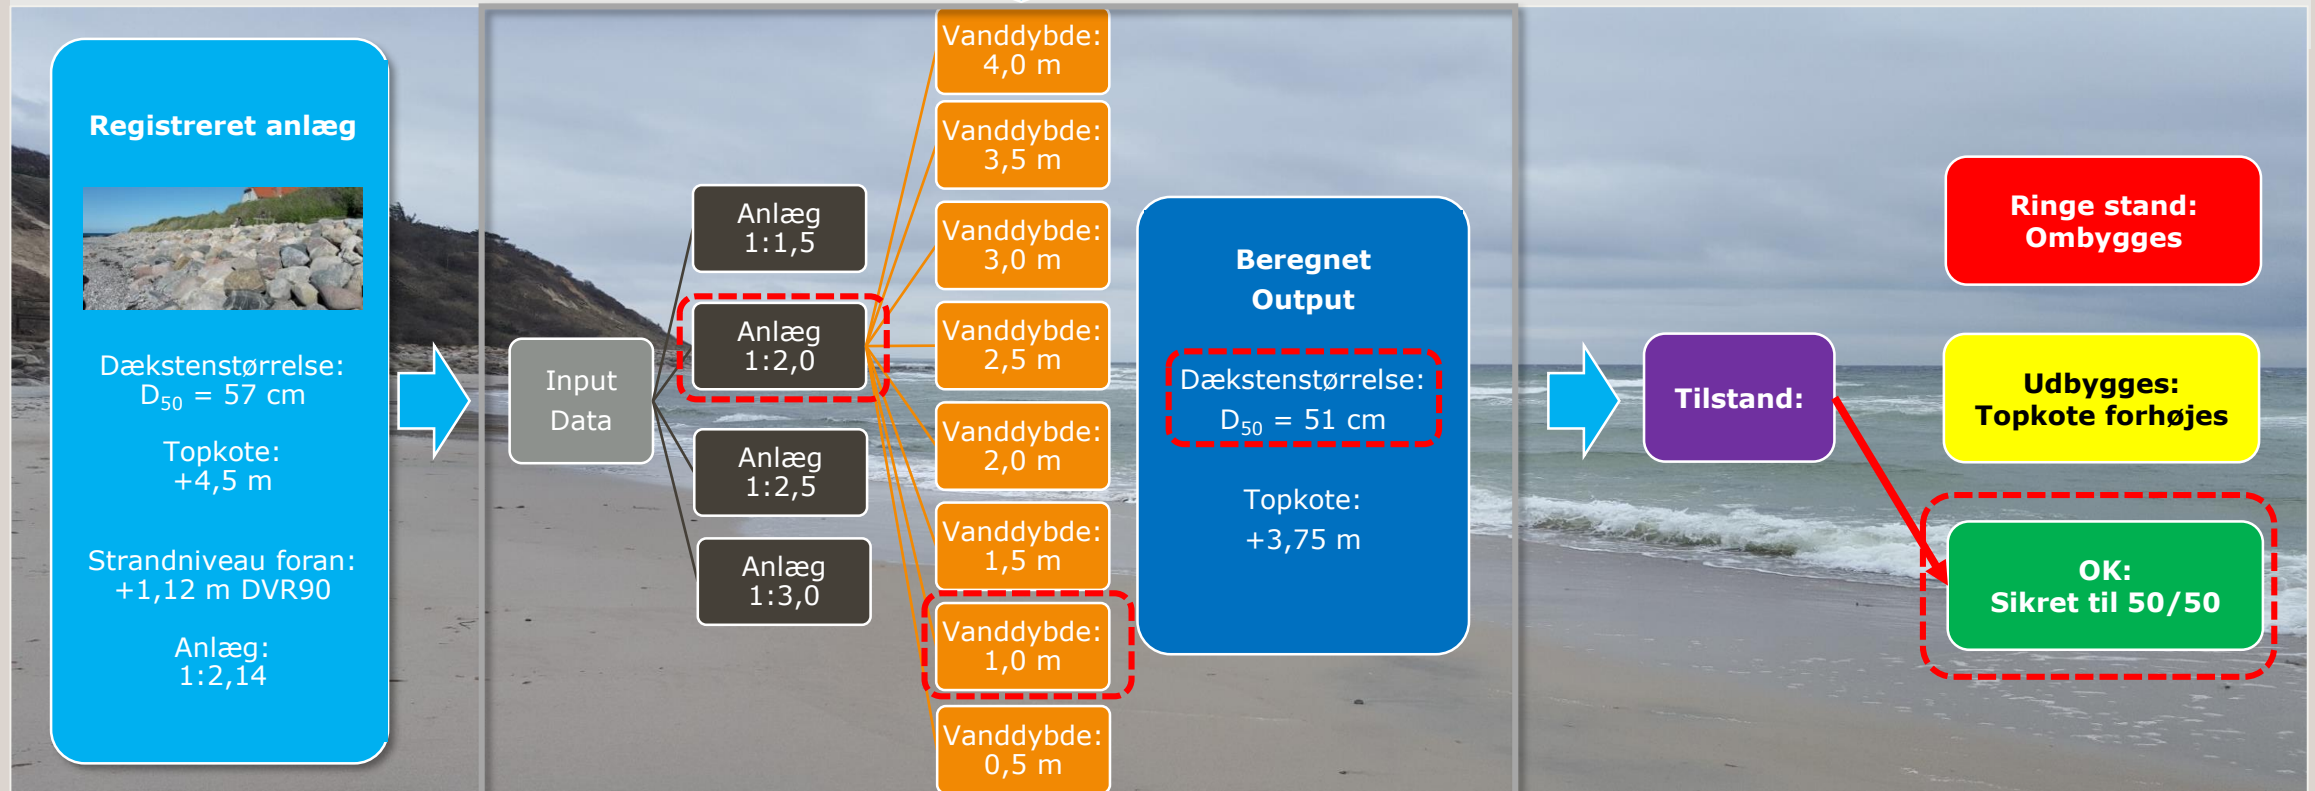 Registreret anlæg
Dækstenstørrelse:
D50 = 57 cm
Topkote:
+4,5 m
Strandniveau foran:
+1,12 m DVR90
Anlæg:
1:2,14
Input
Data
Anlæg
1:1,5
Anlæg
1:2,0
Anlæg
1:2,5
Anlæg
1:3,0
Vanddybde:
4,0 m
Vanddybde:
3,5 m
Vanddybde:
3,0 m
Vanddybde:
2,5 m
Vanddybde:
2,0 m
Vanddybde:
1,5 m
Vanddybde:
1,0 m
Vanddybde:
0,5 m
Beregnet
Output
Dækstenstørrelse:
D50 = 51 cm
Topkote:
+3,75 m
Tilstand:
Ringe stand:
Ombygges
Udbygges:
Topkote forhøjes
OK:
Sikret til 50/50